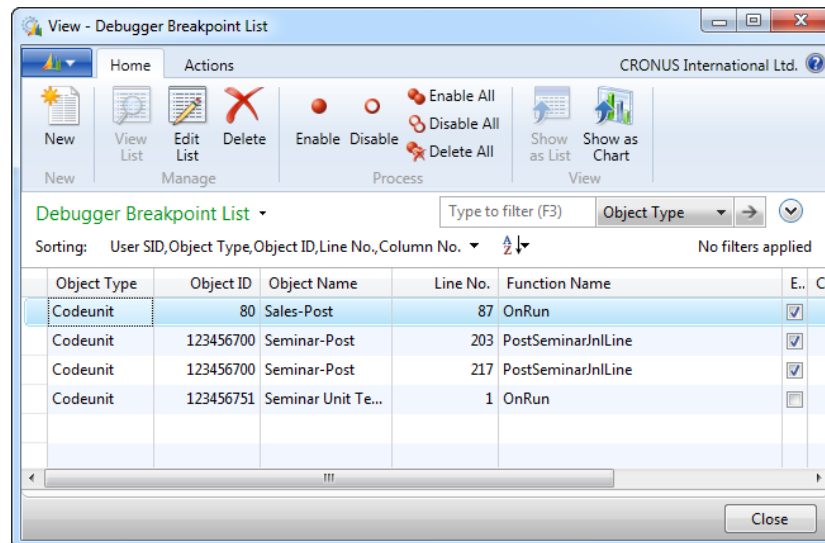 View - Debugger Breakpoint List
Home Actions CRONUS International Ltd.
New View List Edit List Delete Enable Disable Enable All Disable All Delete All Show as List Show as Chart
New Manage Process View
Debugger Breakpoint List Type to filter (F3) Object Type
Sorting: User SID,Object Type,Object ID,Line No.,Column No. No filters applied
Object Type Object ID Object Name Line No. Function Name E.. C
Codeunit 80 Sales-Post 87 OnRun
Codeunit 123456700 Seminar-Post 203 PostSeminarJnlLine
Codeunit 123456700 Seminar-Post 217 PostSeminarJnlLine
Codeunit 123456751 Seminar Unit Te... 1 OnRun
Close